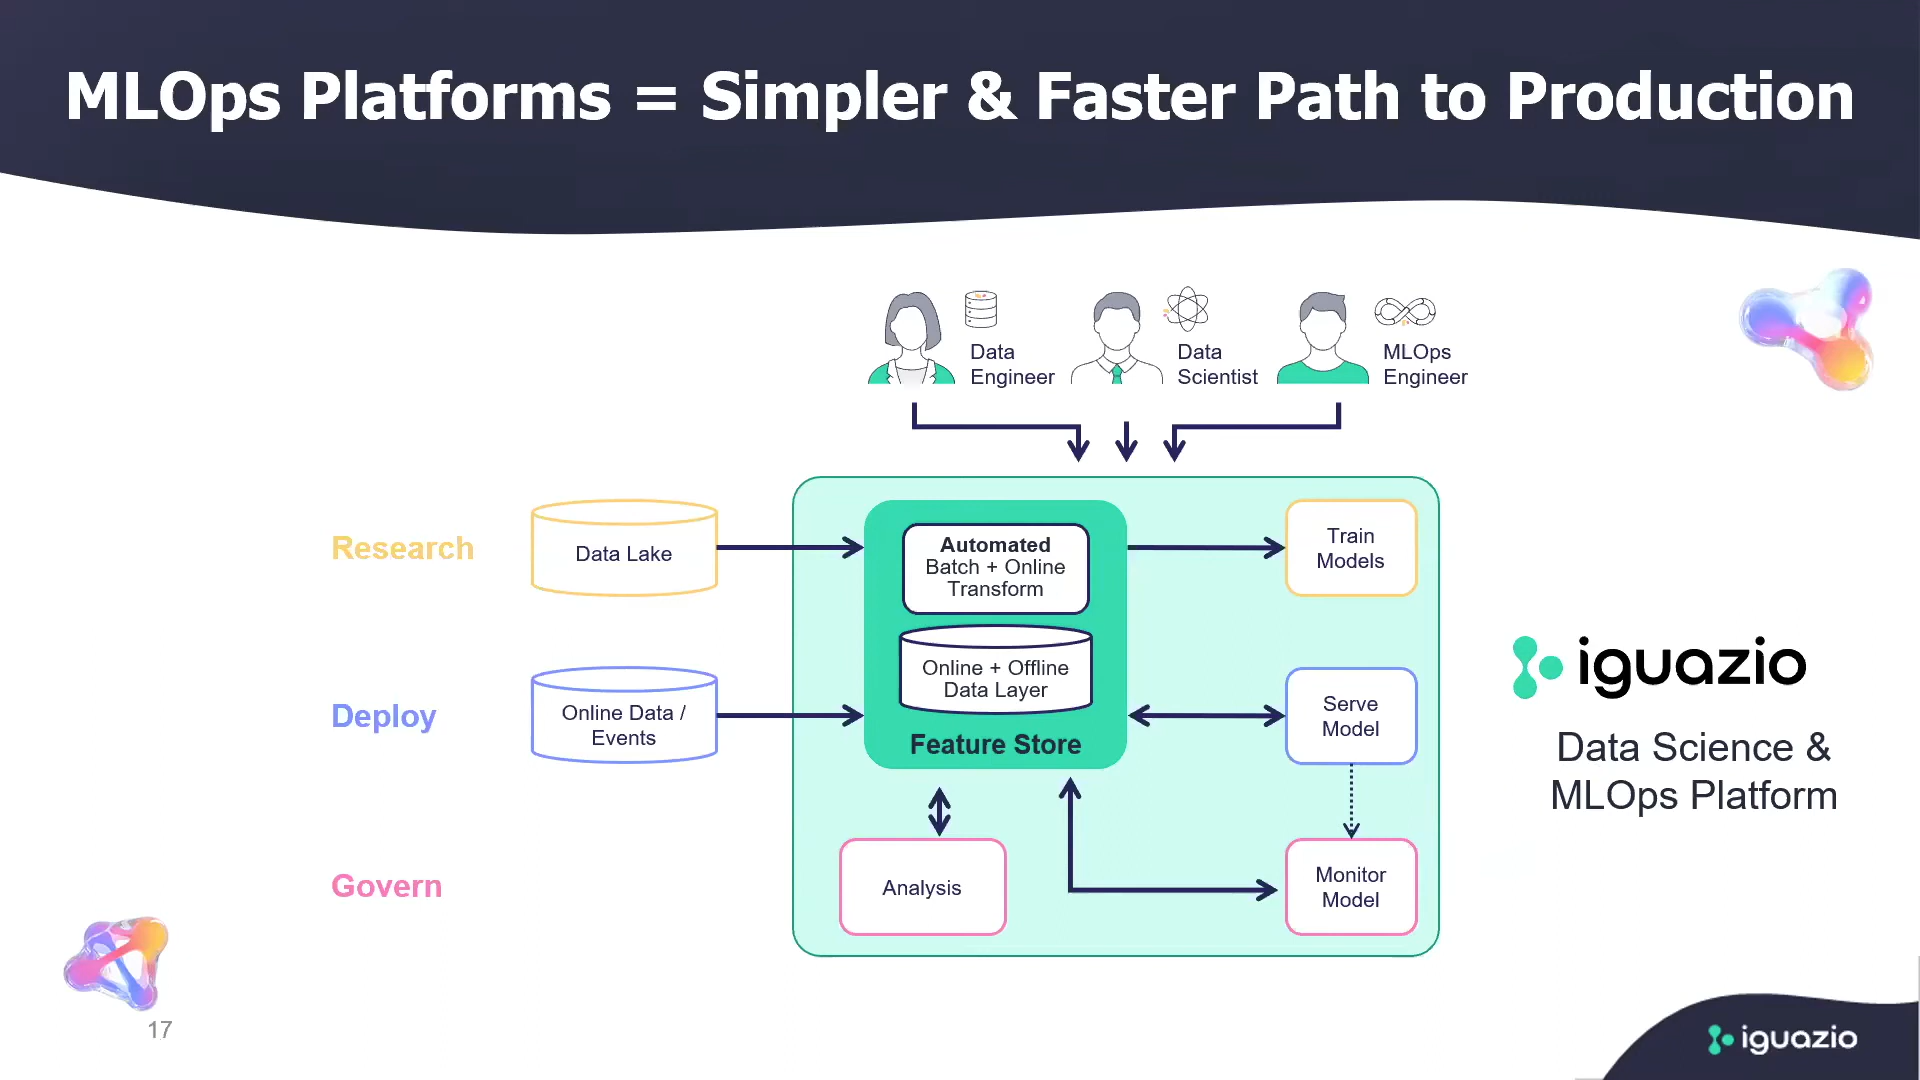 MLOps Platforms = Simpler & Faster Path to Production
Data
Engineer
Data
Scientist
MLOps
Engineer
Research
Data Lake
Automated
Batch + Online
Transform
Train
Models
Deploy
Online Data /
Events
Online + Offline
Data Layer
Feature Store
Serve
Model
iguazio
Data Science &
MLOps Platform
Govern
Analysis
Monitor
Model
17
iguazio